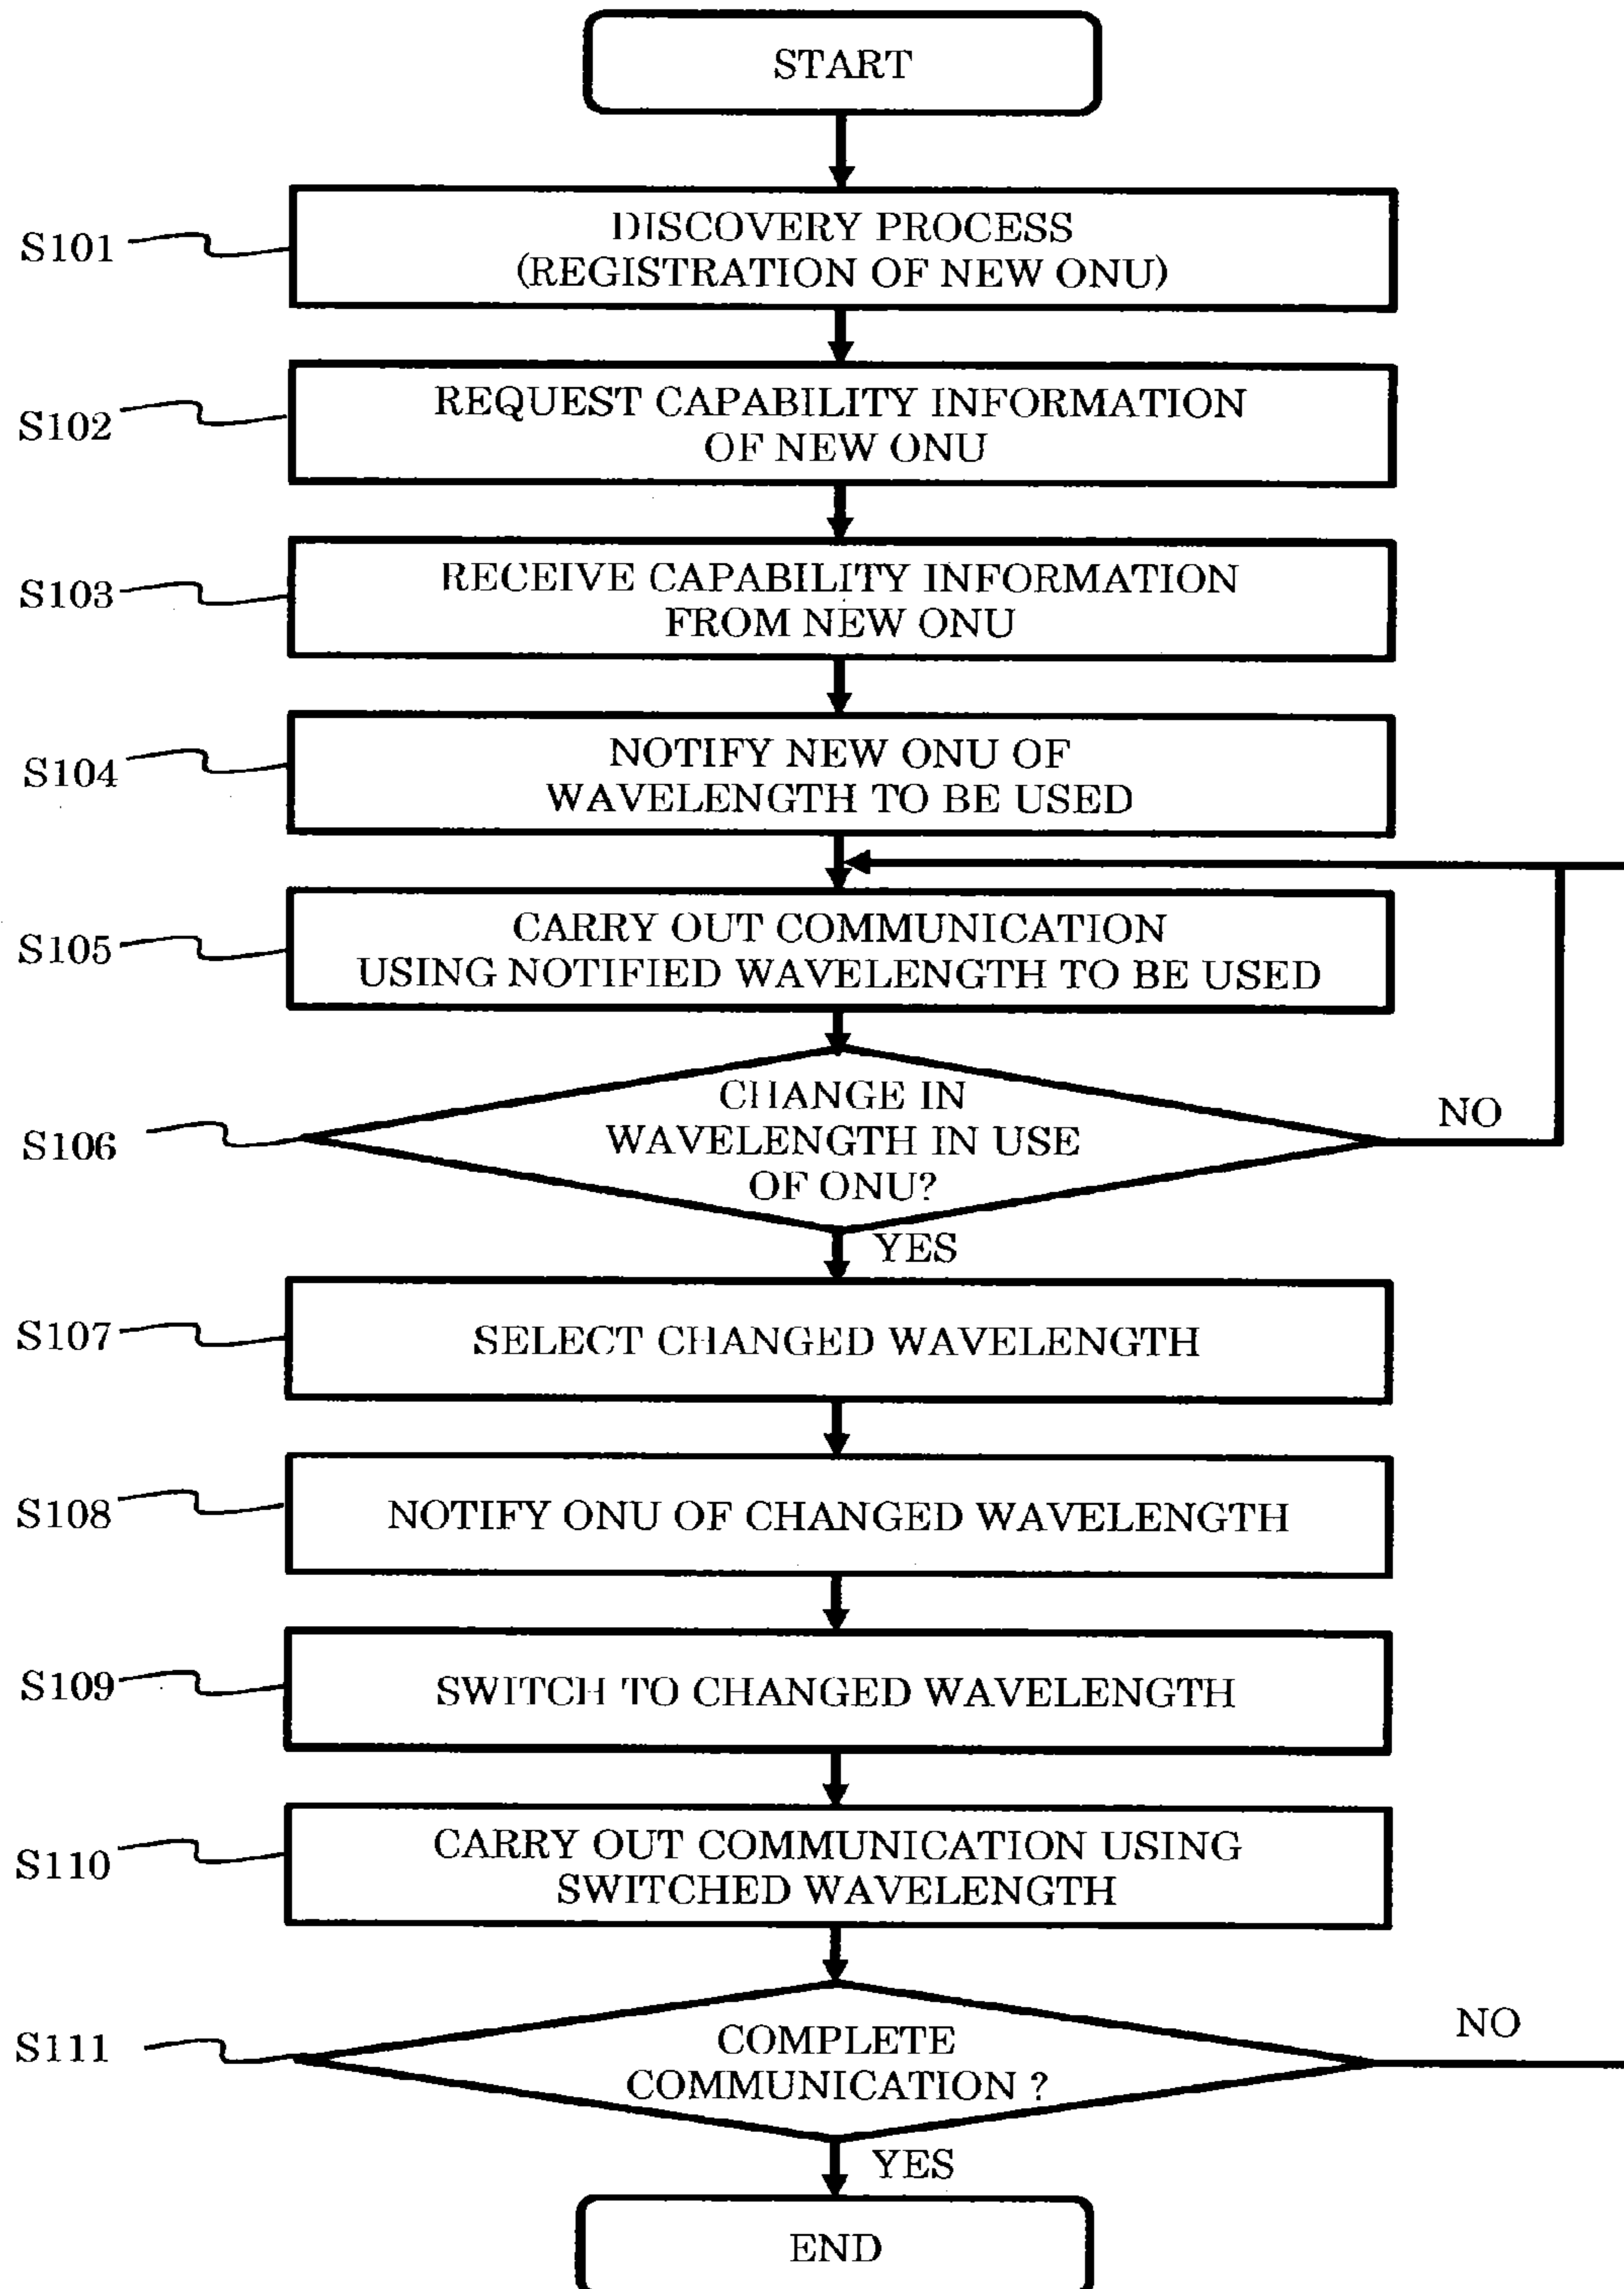 START
S101
DISCOVERY PROCESS
(REGISTRATION OF NEW ONU)
S102
REQUEST CAPABILITY INFORMATION
OF NEW ONU
S103
RECEIVE CAPABILITY INFORMATION
FROM NEW ONU
S104
NOTIFY NEW ONU OF
WAVELENGTH TO BE USED
S105
CARRY OUT COMMUNICATION
USING NOTIFIED WAVELENGTH TO BE USED
S106
CHANGE IN
WAVELENGTH IN USE
OF ONU?
NO
YES
S107
SELECT CHANGED WAVELENGTH
S108
NOTIFY ONU OF CHANGED WAVELENGTH
S109
SWITCH TO CHANGED WAVELENGTH
S110
CARRY OUT COMMUNICATION USING
SWITCHED WAVELENGTH
S111
COMPLETE
COMMUNICATION ?
NO
YES
END